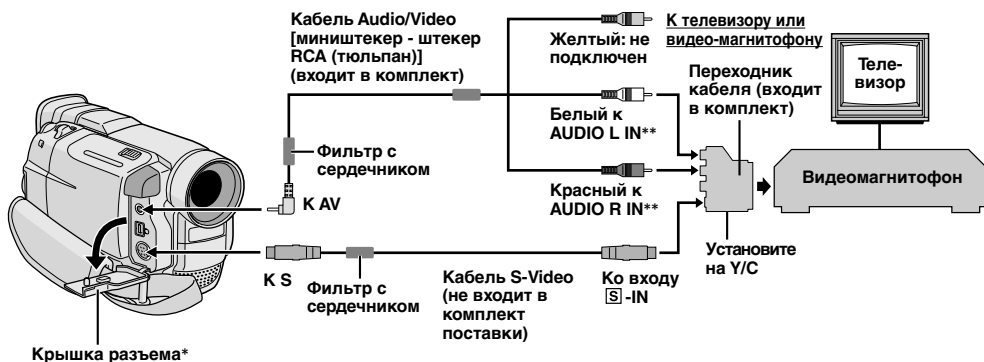 Кабель Audio/Video
[миништекер - штекер
RCA (тюльпан)]
(входит в комплект)
Желтый: не
подключен
К телевизору или
видео-магнитофону
Переходник
кабеля (входит
в комплект)
Теле-
визор
Белый к
AUDIO L IN**
Фильтр с
сердечником
К AV
Красный к
AUDIO R IN**
Видеомагнитофон
К S
Фильтр с
сердечником
Кабель S-Video
(не входит в
комплект
поставки)
Ко входу
S -IN
Установите
на Y/C
Крышка разъема*